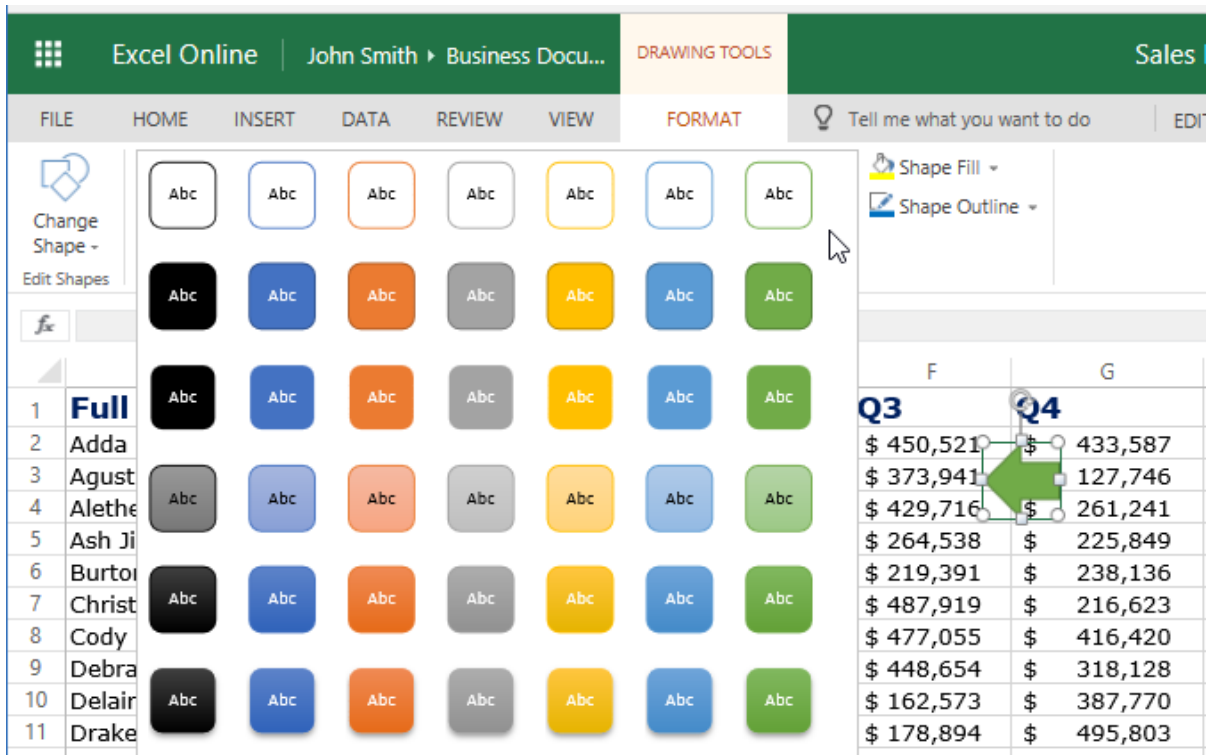 Excel Online John Smith ▸ Business Docu... DRAWING TOOLS Sales
FILE HOME INSERT DATA REVIEW VIEW FORMAT Tell me what you want to do EDIT
Change
Shape
Edit Shapes
Abc Abc Abc Abc Abc Abc Abc
Abc Abc Abc Abc Abc Abc Abc
Abc Abc Abc Abc Abc Abc Abc
Abc Abc Abc Abc Abc Abc Abc
Abc Abc Abc Abc Abc Abc Abc
Abc Abc Abc Abc Abc Abc Abc
Shape Fill
Shape Outline
fx
F G
1 Full Q3 Q4
2 Adda $ 450,521 $ 433,587
3 Agust $ 373,941 127,746
4 Alethe $ 429,716 $ 261,241
5 Ash Ji $ 264,538 $ 225,849
6 Burton $ 219,391 $ 238,136
7 Christ $ 487,919 $ 216,623
8 Cody $ 477,055 $ 416,420
9 Debra $ 448,654 $ 318,128
10 Delair $ 162,573 $ 387,770
11 Drake $ 178,894 $ 495,803